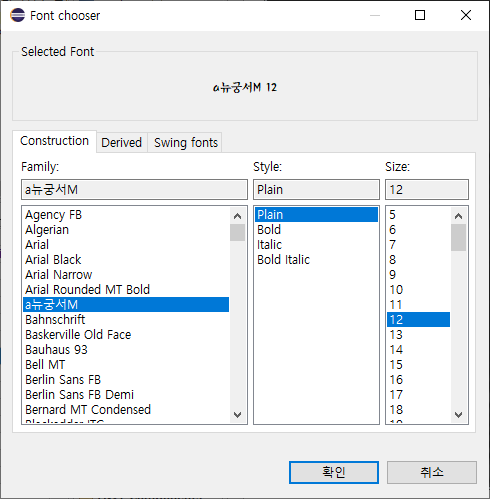 Font chooser
Selected Font
a뉴궁서M 12
Construction Derived Swing fonts
Family: Style: Size:
a뉴궁서M Plain 12
Agency FB Plain 5
Algerian Bold 6
Arial Italic 7
Arial Black Bold Italic 8
Arial Narrow 9
Arial Rounded MT Bold 10
a뉴궁서M 11
Bahnschrift 12
Baskerville Old Face 13
Bauhaus 93 14
Bell MT 15
Berlin Sans FB 16
Berlin Sans FB Demi 17
Bernard MT Condensed 18
Blackadder ITC 19
확인 취소